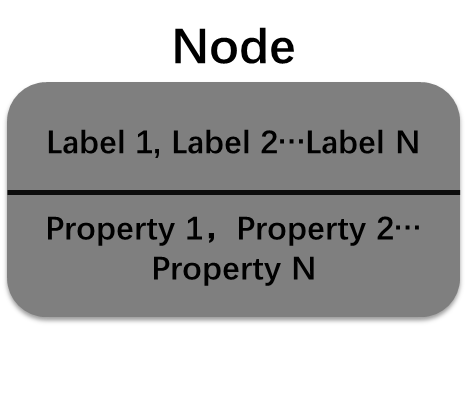 Node
Label 1, Label 2···Label N
Property 1，Property 2···
Property N